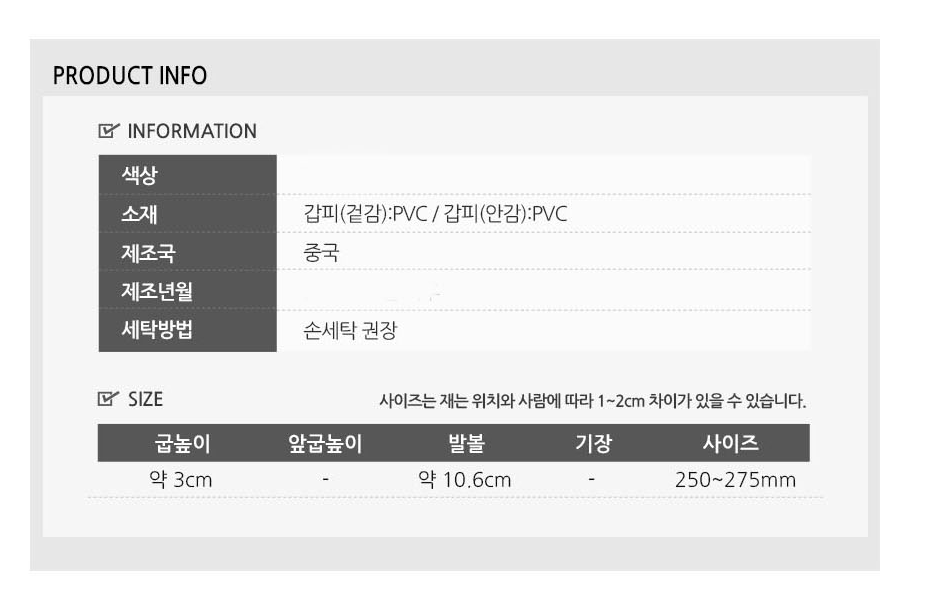 PRODUCT INFO
INFORMATION
색상
소재 갑피(겉감):PVC / 갑피(안감):PVC
제조국 중국
제조년월
세탁방법 손세탁 권장
SIZE 사이즈는 재는 위치와 사람에 따라 1~2cm 차이가 있을 수 있습니다.
굽높이 앞굽높이 발볼 기장 사이즈
약 3cm - 약 10.6cm - 250~275mm